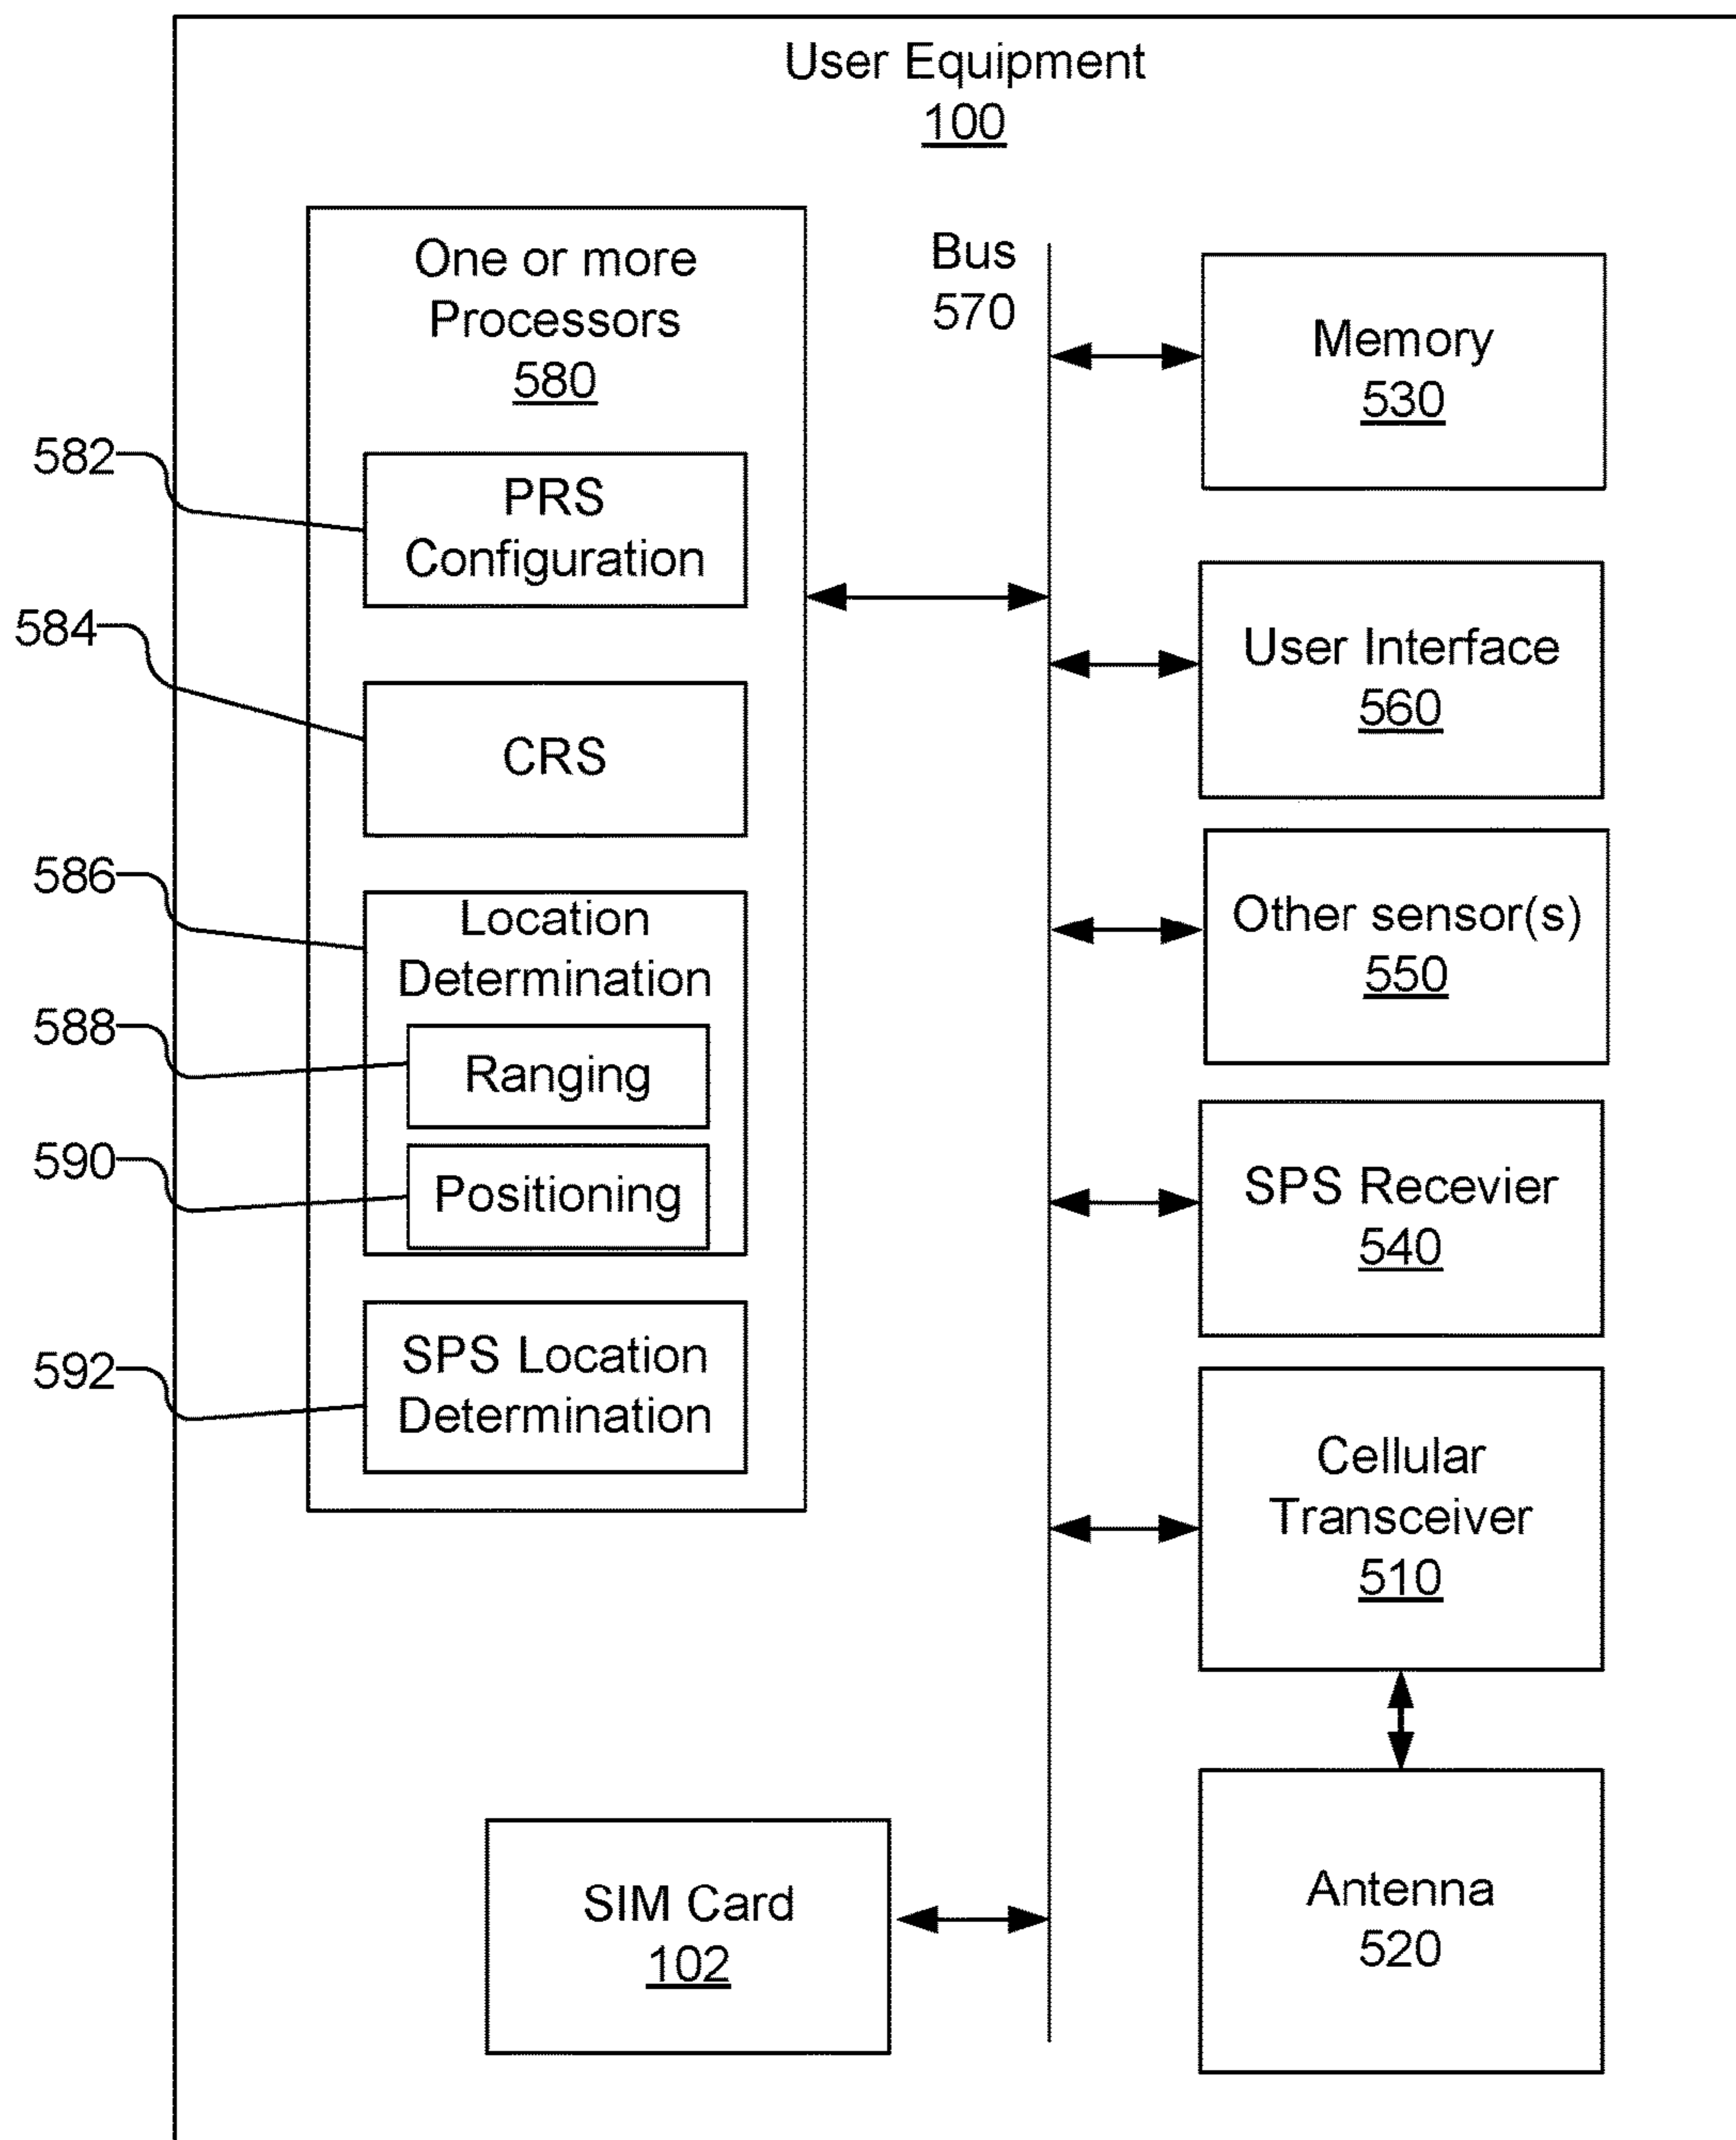 User Equipment
100
One or more
Processors
580
582
PRS
Configuration
584
CRS
586
Location
Determination
588
Ranging
590
Positioning
592
SPS Location
Determination
Bus
570
Memory
530
User Interface
560
Other sensor(s)
550
SPS Recevier
540
Cellular
Transceiver
510
Antenna
520
SIM Card
102